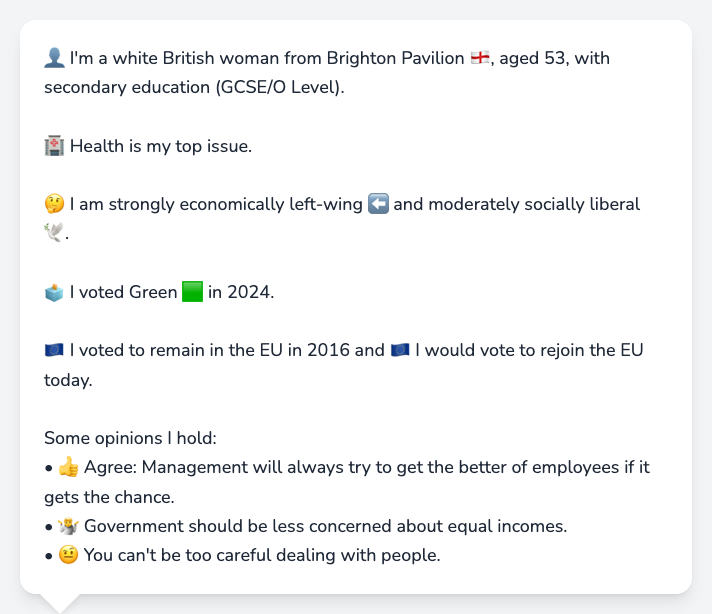 👤 I'm a white British woman from Brighton Pavilion 🏴󠁧󠁢󠁥󠁮󠁧󠁿, aged 53, with
secondary education (GCSE/O Level).
🏥 Health is my top issue.
🤔 I am strongly economically left-wing ⬅️ and moderately socially liberal
🕊️.
🗳️ I voted Green 🟩 in 2024.
🇪🇺 I voted to remain in the EU in 2016 and 🇪🇺 I would vote to rejoin the EU
today.
Some opinions I hold:
• 👍 Agree: Management will always try to get the better of employees if it
gets the chance.
• 🤷 Government should be less concerned about equal incomes.
• 🤨 You can't be too careful dealing with people.